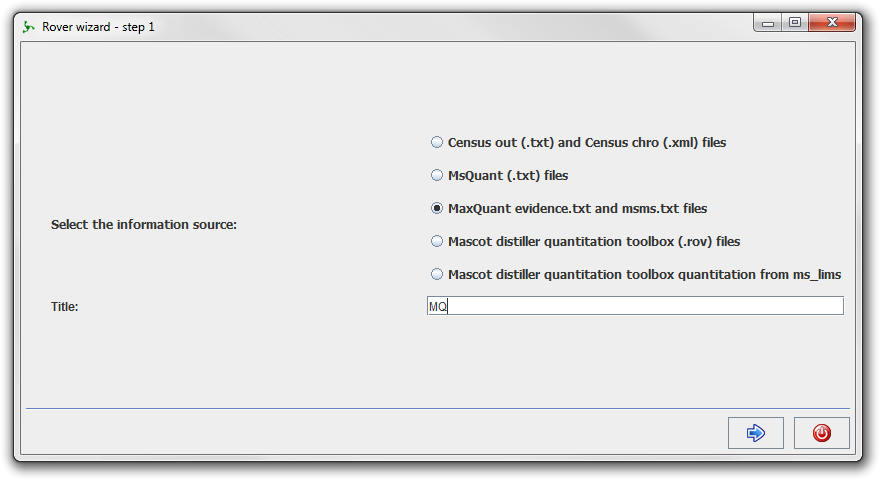 Rover wizard - step 1
Census out (.txt) and Census chro (.xml) files
MsQuant (.txt) files
MaxQuant evidence.txt and msms.txt files
Select the information source:
Mascot distiller quantitation toolbox (.rov) files
Mascot distiller quantitation toolbox quantitation from ms_lims
Title:
MQ